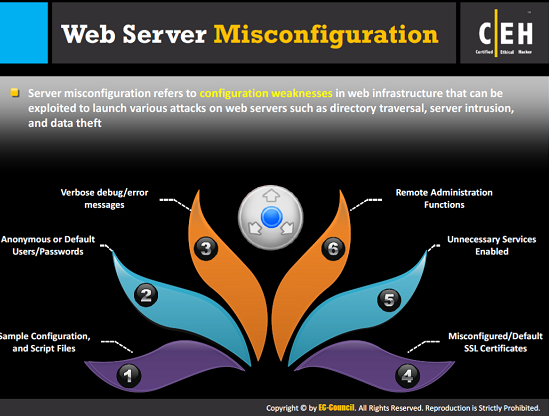 Web Server Misconfiguration
C|EH
Certified Ethical Hacker
Server misconfiguration refers to configuration weaknesses in web infrastructure that can be
exploited to launch various attacks on web servers such as directory traversal, server intrusion,
and data theft
Verbose debug/error
messages
Remote Administration
Functions
Anonymous or Default
Users/Passwords
Unnecessary Services
Enabled
Sample Configuration,
and Script Files
Misconfigured/Default
SSL Certificates
3
6
2
5
1
4
Copyright © by EC-Council. All Rights Reserved. Reproduction is Strictly Prohibited.